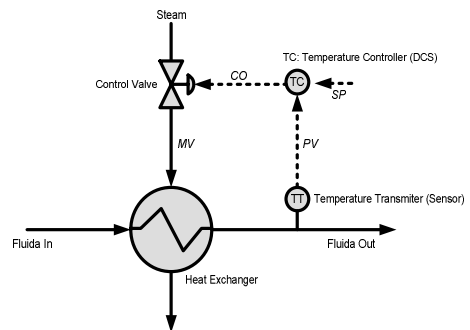 Steam
TC: Temperature Controller (DCS)
Control Valve
CO
TC
SP
MV
PV
TT
Temperature Transmiter (Sensor)
Fluida In
Fluida Out
Heat Exchanger